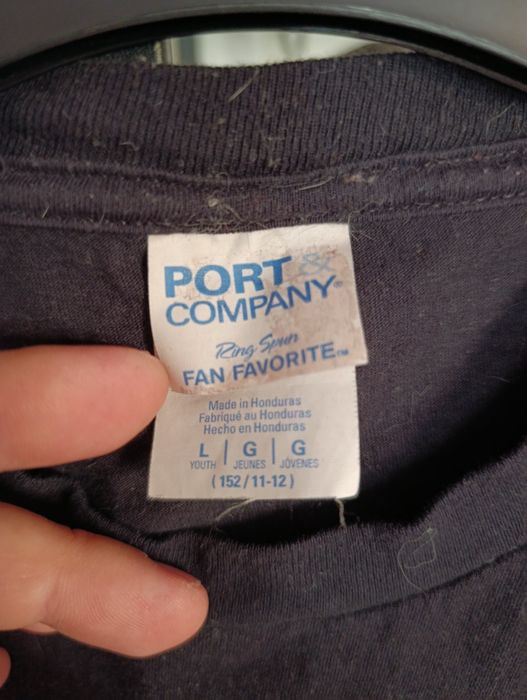 PORT &
COMPANY®
Ring Spun
FAN FAVORITE™
Made in Honduras
Fabriqué au Honduras
Hecho en Honduras
L | G | G
YOUTH JEUNES JÓVENES
(152/11-12)